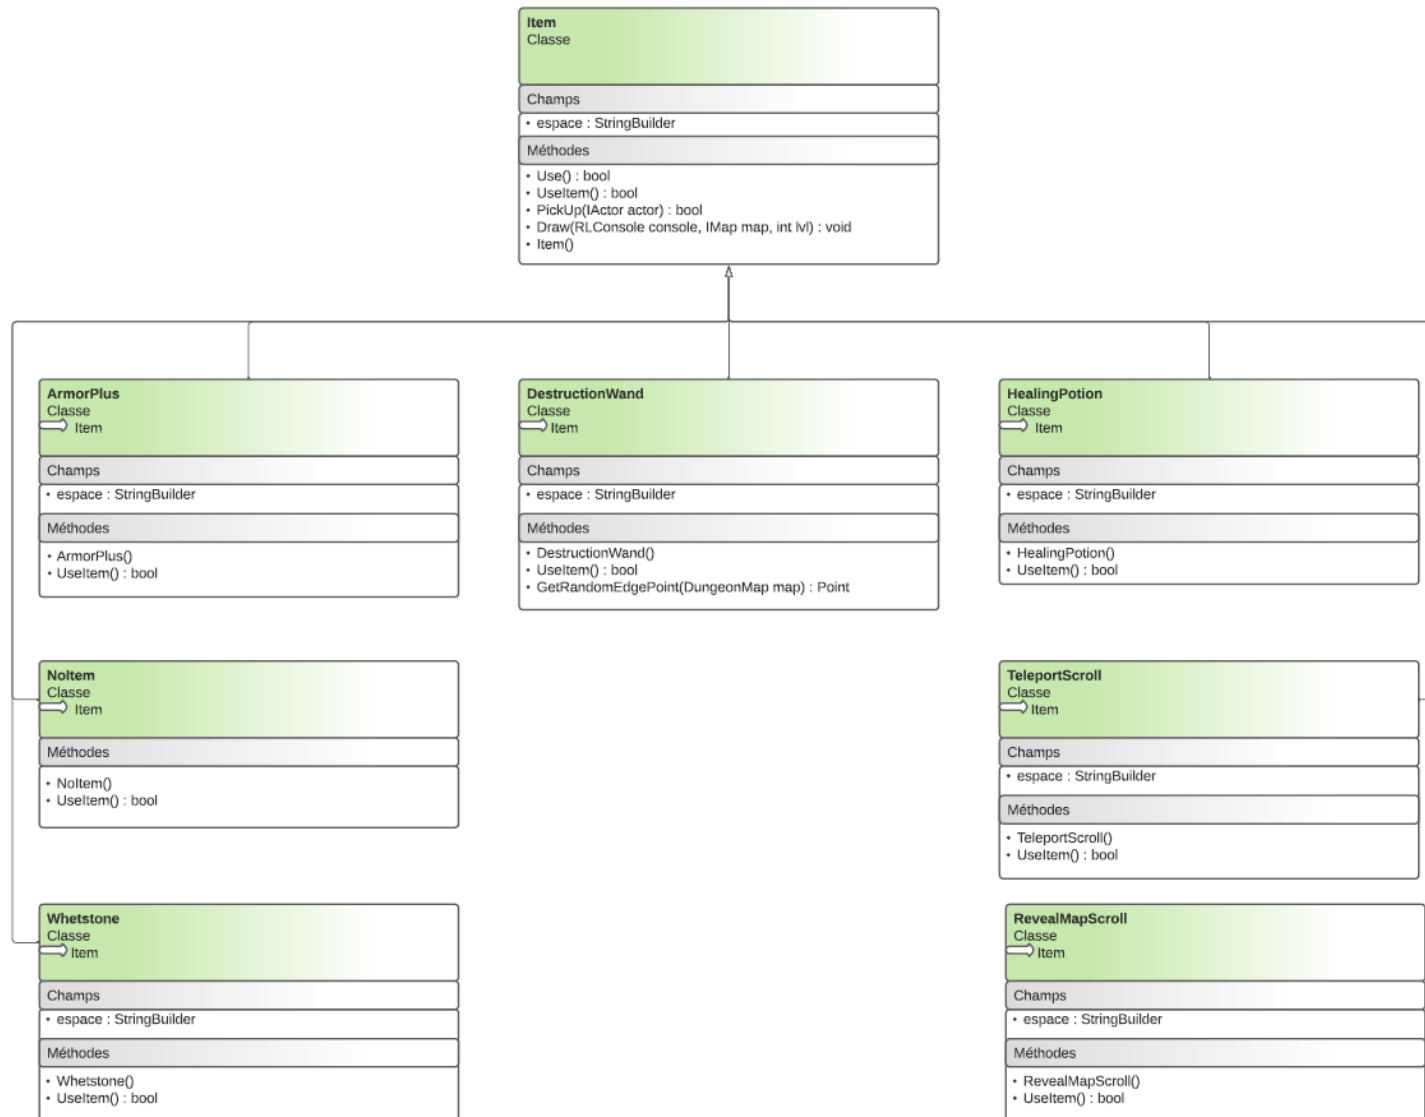 Item
Classe
Champs
• espace : StringBuilder
Méthodes
• Use() : bool
• UseItem() : bool
• PickUp(IActor actor) : bool
• Draw(RLConsole console, IMap map, int lvl) : void
• Item()
ArmorPlus
Classe
Item
Champs
• espace : StringBuilder
Méthodes
• ArmorPlus()
• UseItem() : bool
DestructionWand
Classe
Item
Champs
• espace : StringBuilder
Méthodes
• DestructionWand()
• UseItem() : bool
• GetRandomEdgePoint(DungeonMap map) : Point
HealingPotion
Classe
Item
Champs
• espace : StringBuilder
Méthodes
• HealingPotion()
• UseItem() : bool
NoItem
Classe
Item
Méthodes
• NoItem()
• UseItem() : bool
TeleportScroll
Classe
Item
Champs
• espace : StringBuilder
Méthodes
• TeleportScroll()
• UseItem() : bool
Whetstone
Classe
Item
Champs
• espace : StringBuilder
Méthodes
• Whetstone()
• UseItem() : bool
RevealMapScroll
Classe
Item
Champs
• espace : StringBuilder
Méthodes
• RevealMapScroll()
• UseItem() : bool